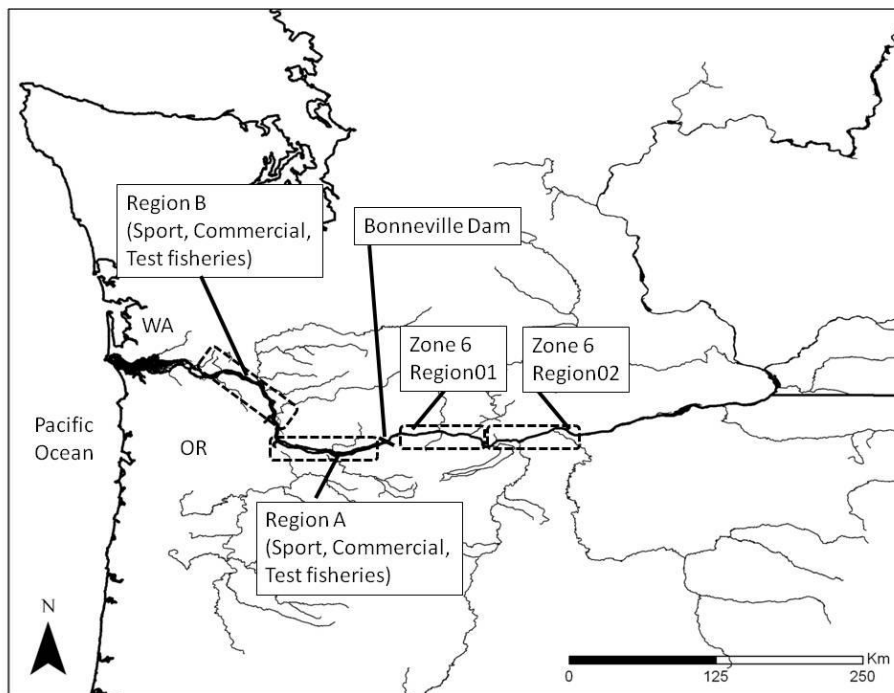 Region B
(Sport, Commercial,
Test fisheries)
Bonneville Dam
WA
Zone 6
Region01
Zone 6
Region02
Pacific
Ocean
OR
Region A
(Sport, Commercial,
Test fisheries)
N
Km
0
125
250